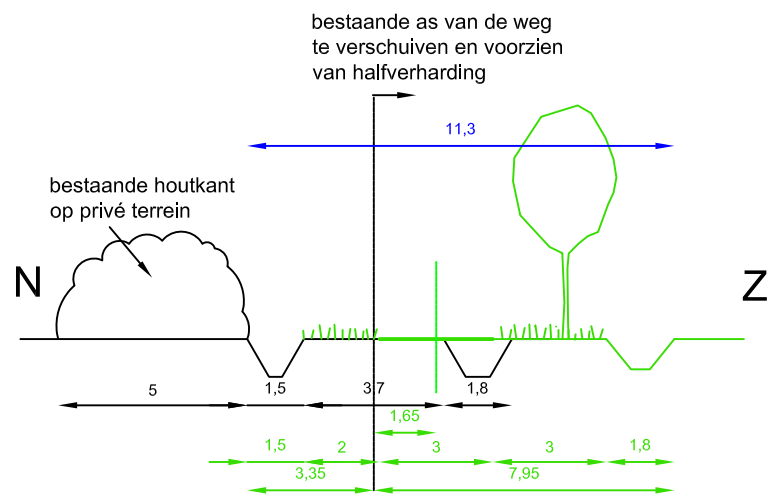 bestaande as van de weg
te verschuiven en voorzien
van halfverharding
11,3
bestaande houtkant
op privé terrein
N
Z
5
1,5
3,7
1,8
1,65
1,5
2
3
3
1,8
3,35
7,95